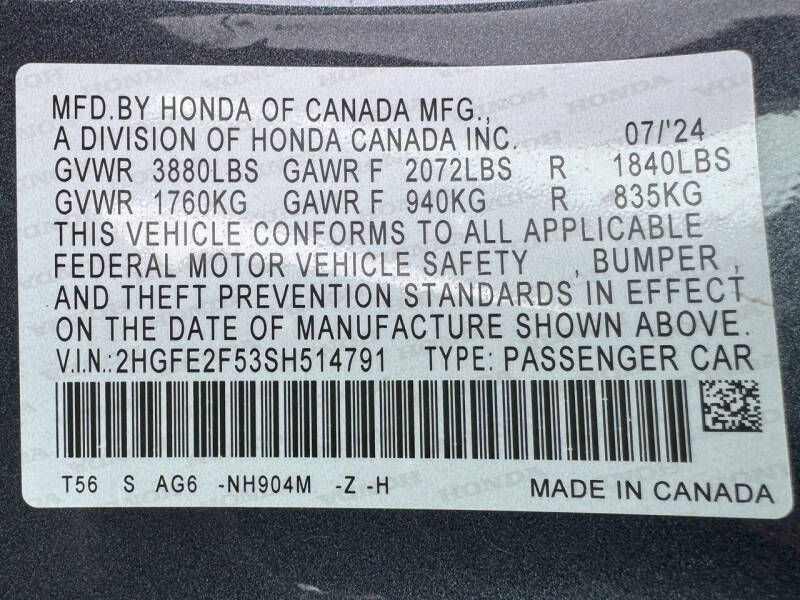 MFD.BY HONDA OF CANADA MFG.,
A DIVISION OF HONDA CANADA INC. 07/'24
GVWR 3880LBS GAWR F 2072LBS R 1840LBS
GVWR 1760KG GAWR F 940KG R 835KG
THIS VEHICLE CONFORMS TO ALL APPLICABLE
FEDERAL MOTOR VEHICLE SAFETY , BUMPER ,
AND THEFT PREVENTION STANDARDS IN EFFECT
ON THE DATE OF MANUFACTURE SHOWN ABOVE.
V.I.N.:2HGFE2F53SH514791 TYPE: PASSENGER CAR
T56 S AG6 -NH904M -Z -H MADE IN CANADA